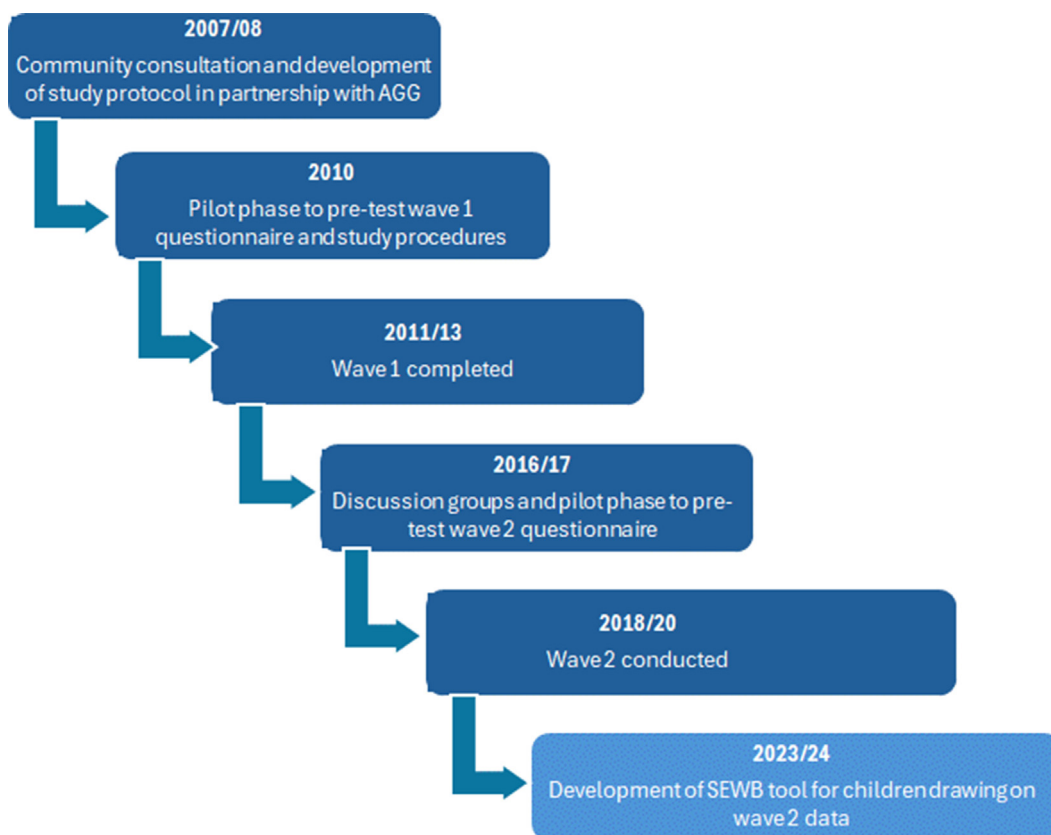 2007/08
Community consultation and development
of study protocol in partnership with AGG
2010
Pilot phase to pre-test wave 1
questionnaire and study procedures
2011/13
Wave 1 completed
2016/17
Discussion groups and pilot phase to pre-
test wave 2 questionnaire
2018/20
Wave 2 conducted
2023/24
Development of SEWB tool for children drawing on
wave 2 data